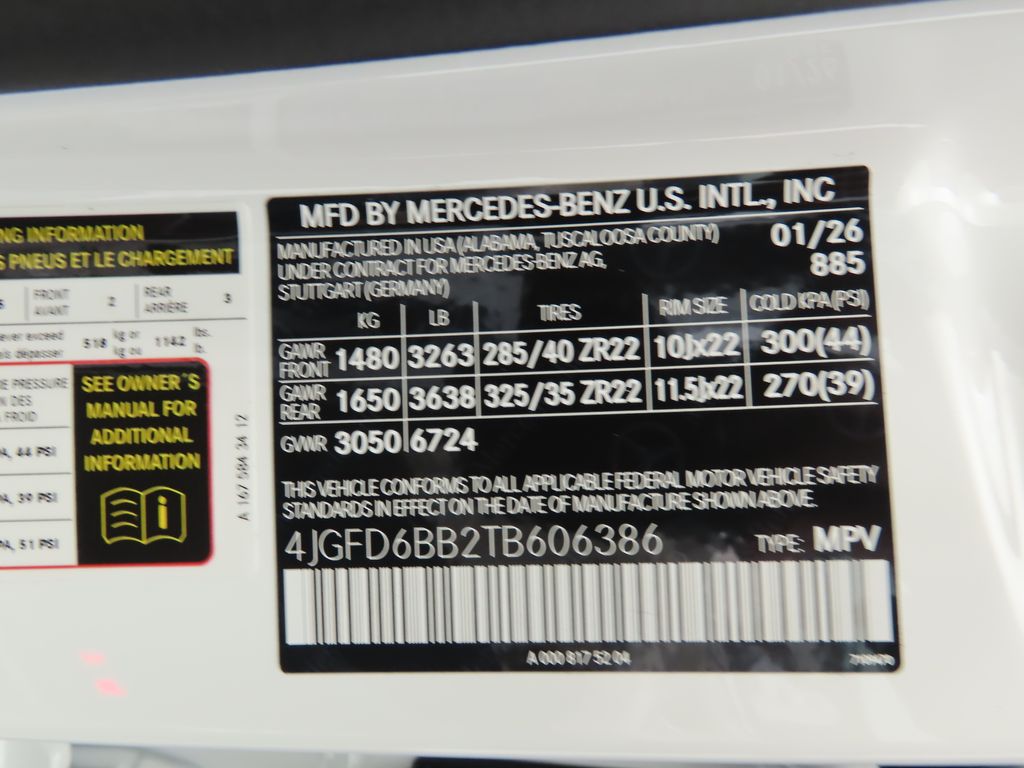 NG INFORMATION
S PNEUS ET LE CHARGEMENT
FRONT AVANT 2 REAR ARRIÈRE 3
ever exceed 518 kg or kg ou 1142 lbs. lb.
is dépasser
E PRESSURE
N DES
FROID
A, 44 PSI
A, 39 PSI
A, 51 PSI
SEE OWNER'S
MANUAL FOR
ADDITIONAL
INFORMATION
i
A 167 584 34 12
MFD BY MERCEDES-BENZ U.S. INTL., INC
MANUFACTURED IN USA (ALABAMA, TUSCALOOSA COUNTY) 01/26
UNDER CONTRACT FOR MERCEDES-BENZ AG, 885
STUTTGART (GERMANY)
KG LB TIRES RIM SIZE COLD KPA (PSI)
GAWR FRONT 1480 3263 285/40 ZR22 10Jx22 300(44)
GAWR REAR 1650 3638 325/35 ZR22 11.5Jx22 270(39)
GVWR 3050 6724
THIS VEHICLE CONFORMS TO ALL APPLICABLE FEDERAL MOTOR VEHICLE SAFETY
STANDARDS IN EFFECT ON THE DATE OF MANUFACTURE SHOWN ABOVE.
4JGFD6BB2TB606386 TYPE: MPV
A 000 817 52 04